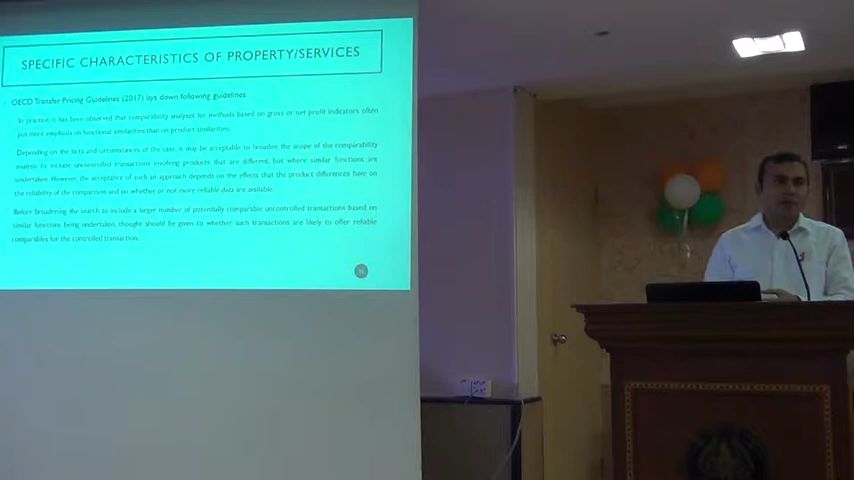 SPECIFIC CHARACTERISTICS OF PROPERTY/SERVICES
OECD Transfer Pricing Guidelines (2017) lays down following guidelines
In practice, it has been observed that comparability analyses for methods based on gross or net profit indicators often
put more emphasis on functional similarities than on product similarities.
Depending on the facts and circumstances of the case, it may be acceptable to broaden the scope of the comparability
analysis to include uncontrolled transactions involving products that are different, but where similar functions are
undertaken. However, the acceptance of such an approach depends on the effects that the product differences have on
the reliability of the comparison and on whether or not more reliable data are available.
Before broadening the search to include a larger number of potentially comparable uncontrolled transactions based on
similar functions being undertaken, thought should be given to whether such transactions are likely to offer reliable
comparables for the controlled transaction.